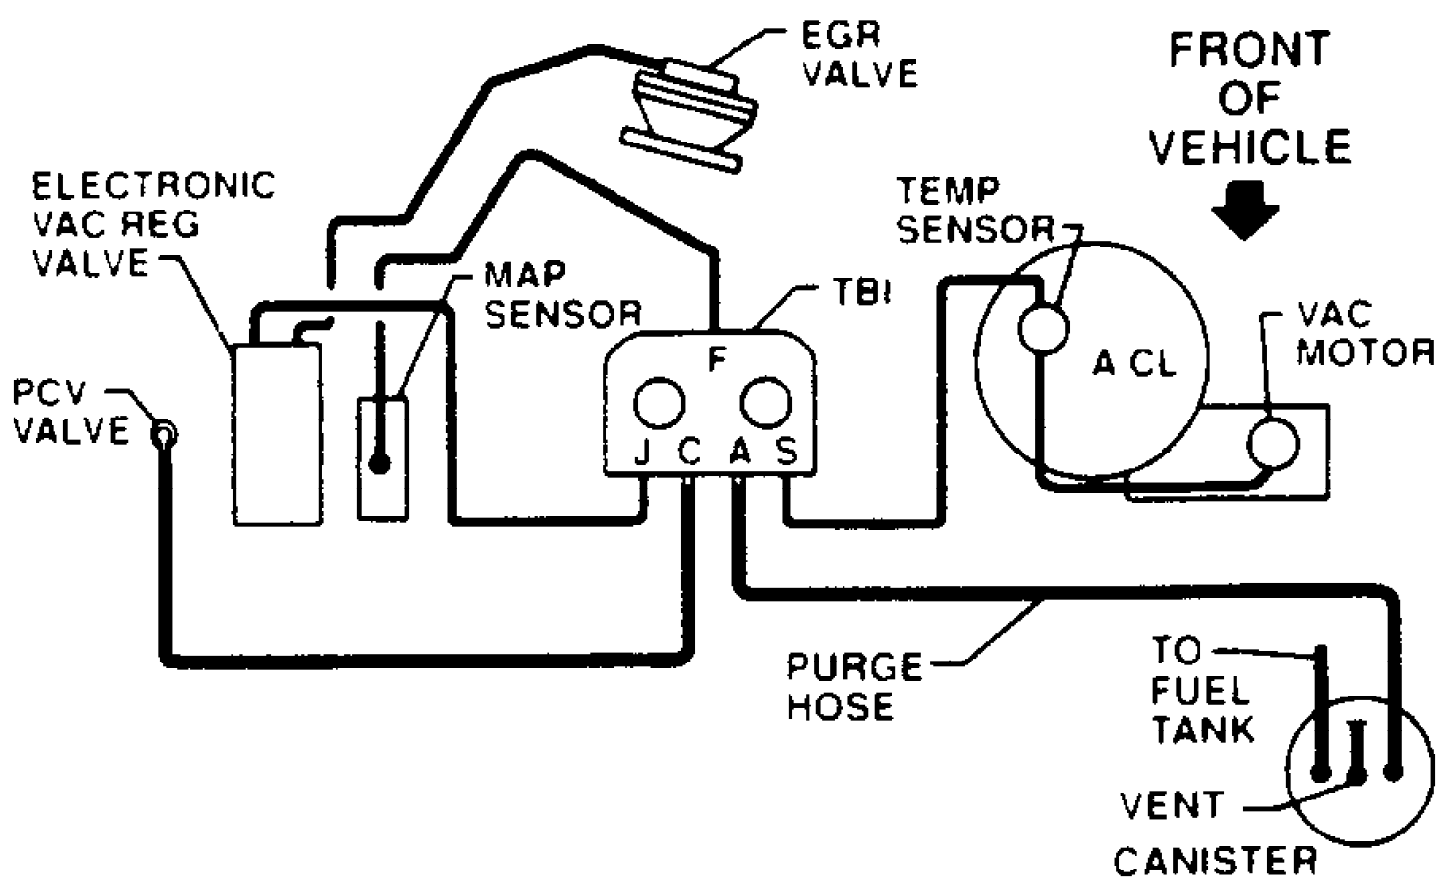 EGR
VALVE
FRONT
OF
VEHICLE
ELECTRONIC
VAC REG
VALVE
TEMP
SENSOR
MAP
SENSOR
TBI
VAC
MOTOR
PCV
VALVE
F
A CL
J C A S
PURGE
HOSE
TO
FUEL
TANK
VENT
CANISTER